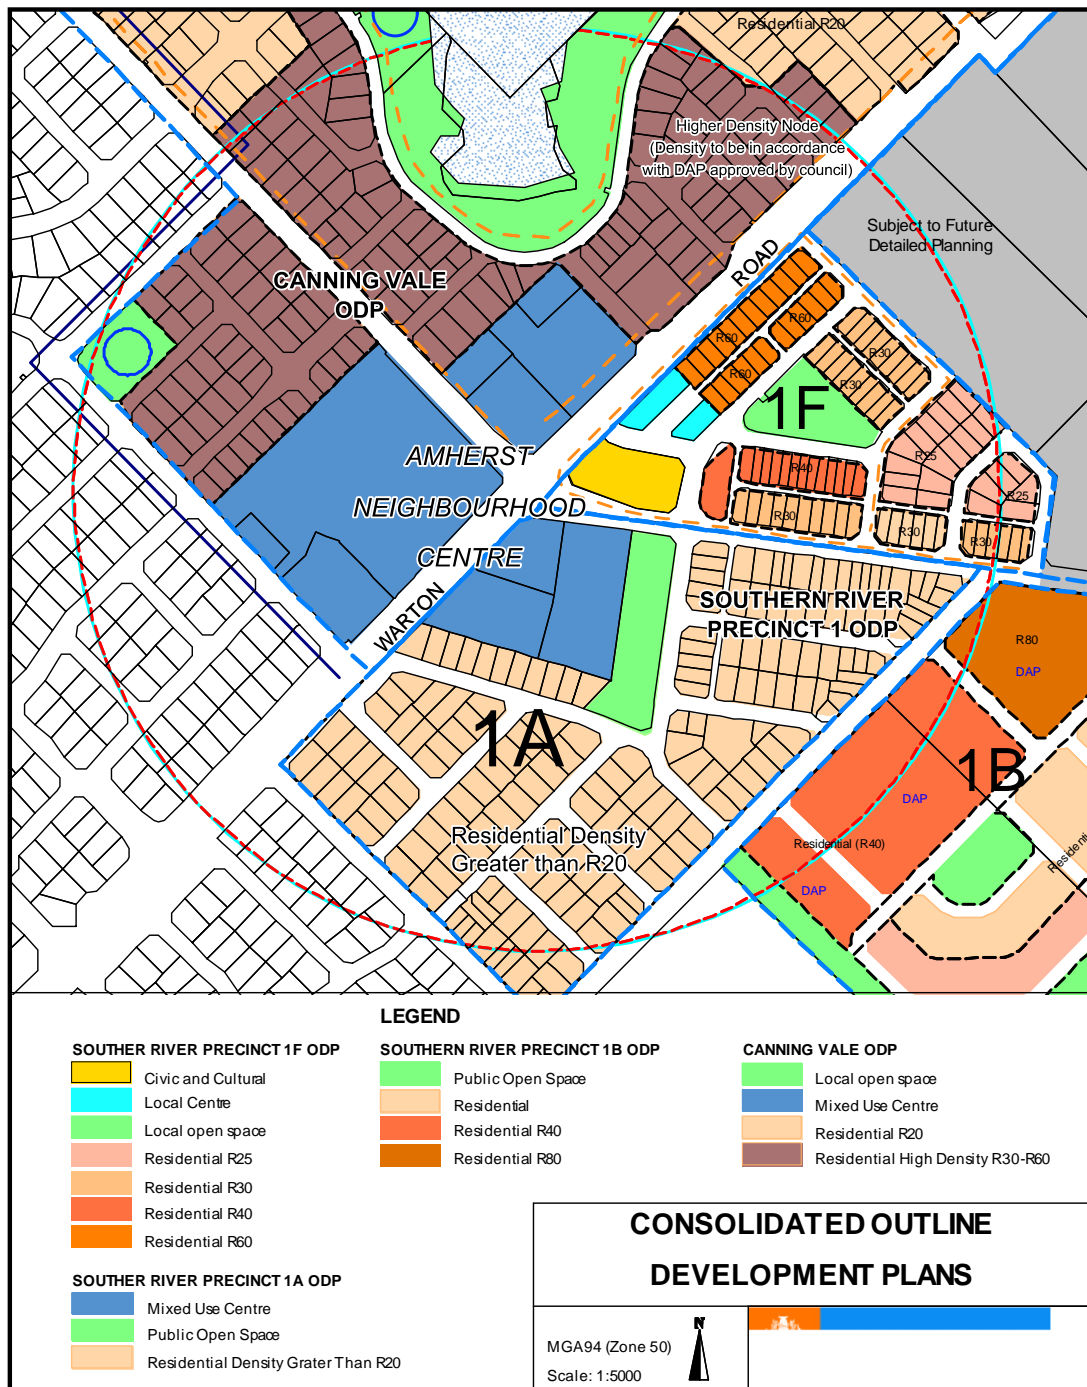 Residential R20
Higher Density Node
(Density to be in accordance
with DAP approved by council)
Subject to Future
Detailed Planning
ROAD
CANNING VALE
ODP
R60
R60
R60
R30
R30
1F
R25
R25
R40
R30
R30
R30
AMHERST
NEIGHBOURHOOD
CENTRE
WARTON
SOUTHERN RIVER
PRECINCT 1 ODP
R80
DAP
1A
1B
DAP
Residential Density
Greater than R20
Residential (R40)
DAP
LEGEND
SOUTHER RIVER PRECINCT 1F ODP
Civic and Cultural
Local Centre
Local open space
Residential R25
Residential R30
Residential R40
Residential R60
SOUTHER RIVER PRECINCT 1A ODP
Mixed Use Centre
Public Open Space
Residential Density Grater Than R20
SOUTHERN RIVER PRECINCT 1B ODP
Public Open Space
Residential
Residential R40
Residential R80
CANNING VALE ODP
Local open space
Mixed Use Centre
Residential R20
Residential High Density R30-R60
CONSOLIDATED OUTLINE
DEVELOPMENT PLANS
MGA94 (Zone 50)
Scale: 1:5000
N